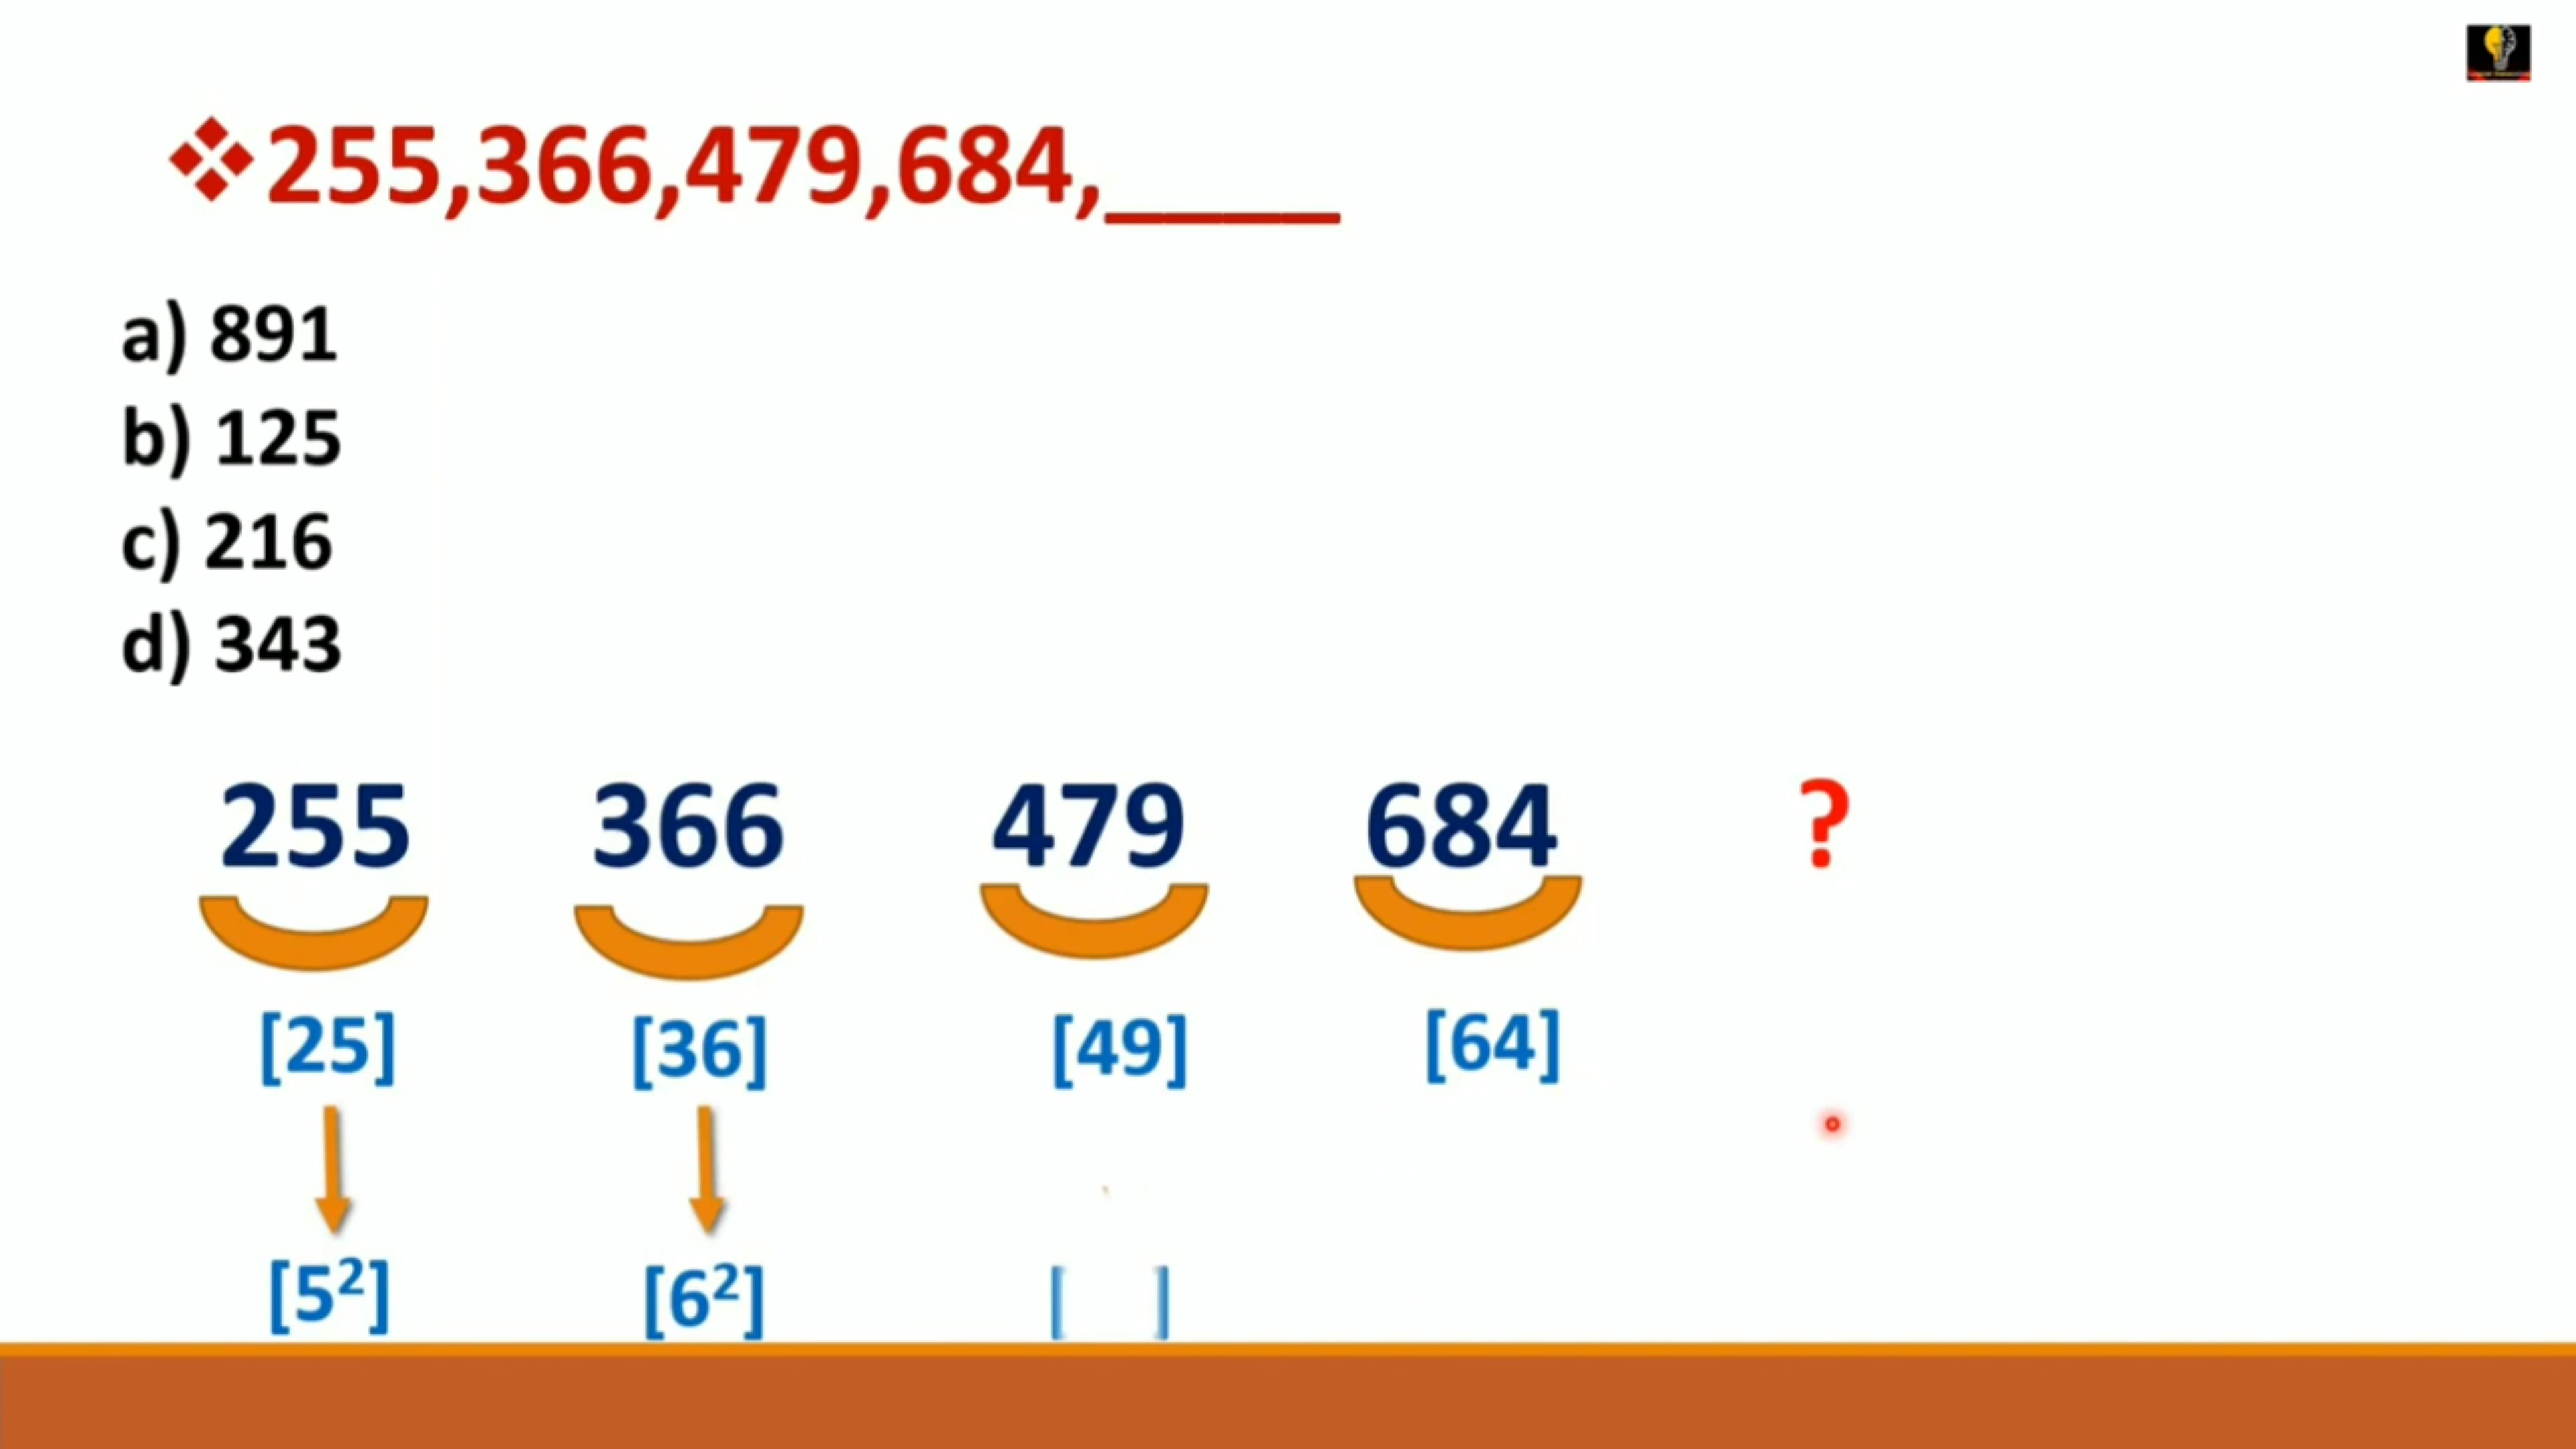 ❖255,366,479,684,____
a) 891
b) 125
c) 216
d) 343
255 366 479 684 ?
[25] [36] [49] [64]
[5²] [6²] [ ]